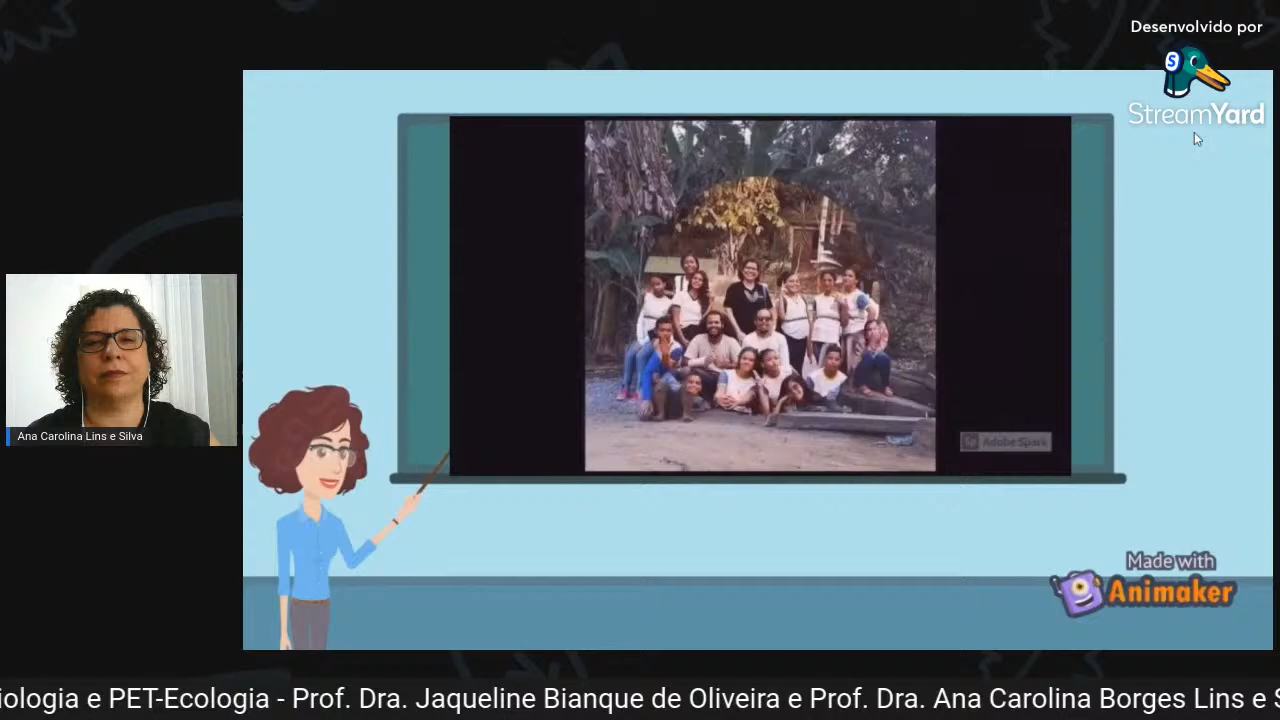 Desenvolvido por
StreamYard
Adobe Spark
Ana Carolina Lins e Silva
Made with
Animaker
iologia e PET-Ecologia - Prof. Dra. Jaqueline Bianque de Oliveira e Prof. Dra. Ana Carolina Borges Lins e S